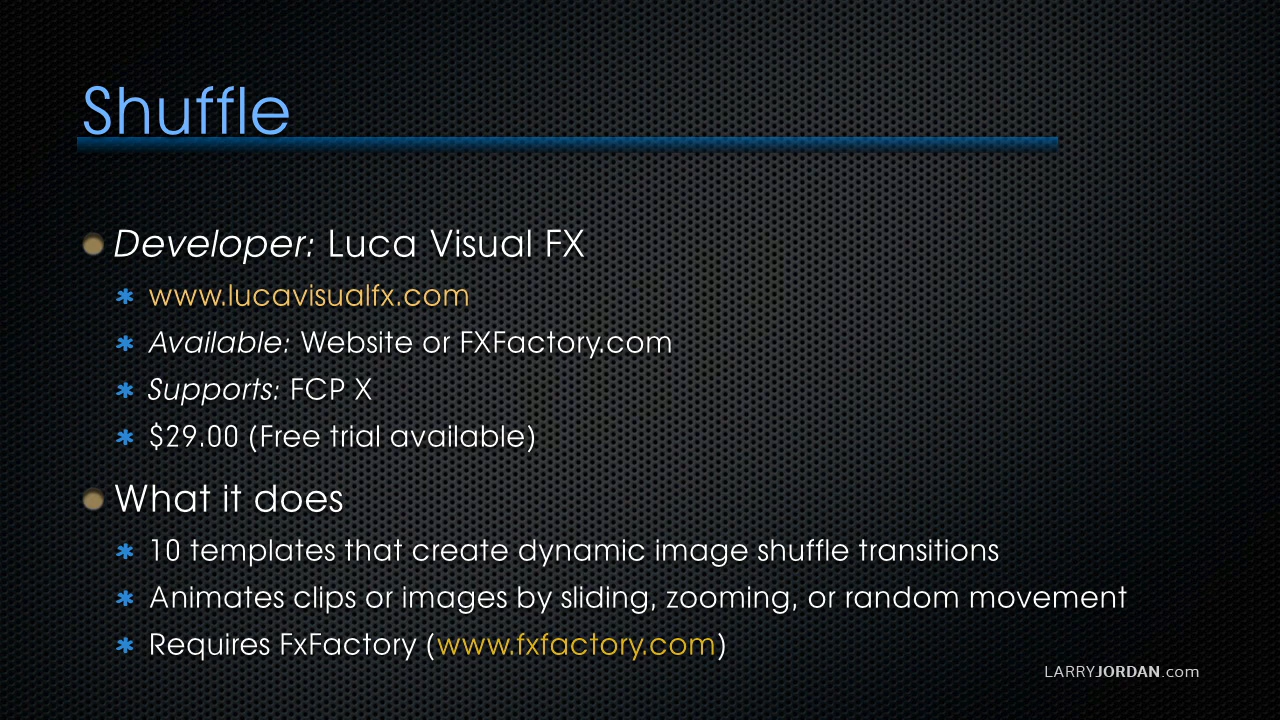 Shuffle
Developer: Luca Visual FX
www.lucavisualfx.com
Available: Website or FXFactory.com
Supports: FCP X
$29.00 (Free trial available)
What it does
10 templates that create dynamic image shuffle transitions
Animates clips or images by sliding, zooming, or random movement
Requires FxFactory (www.fxfactory.com)
LARRYJORDAN.com